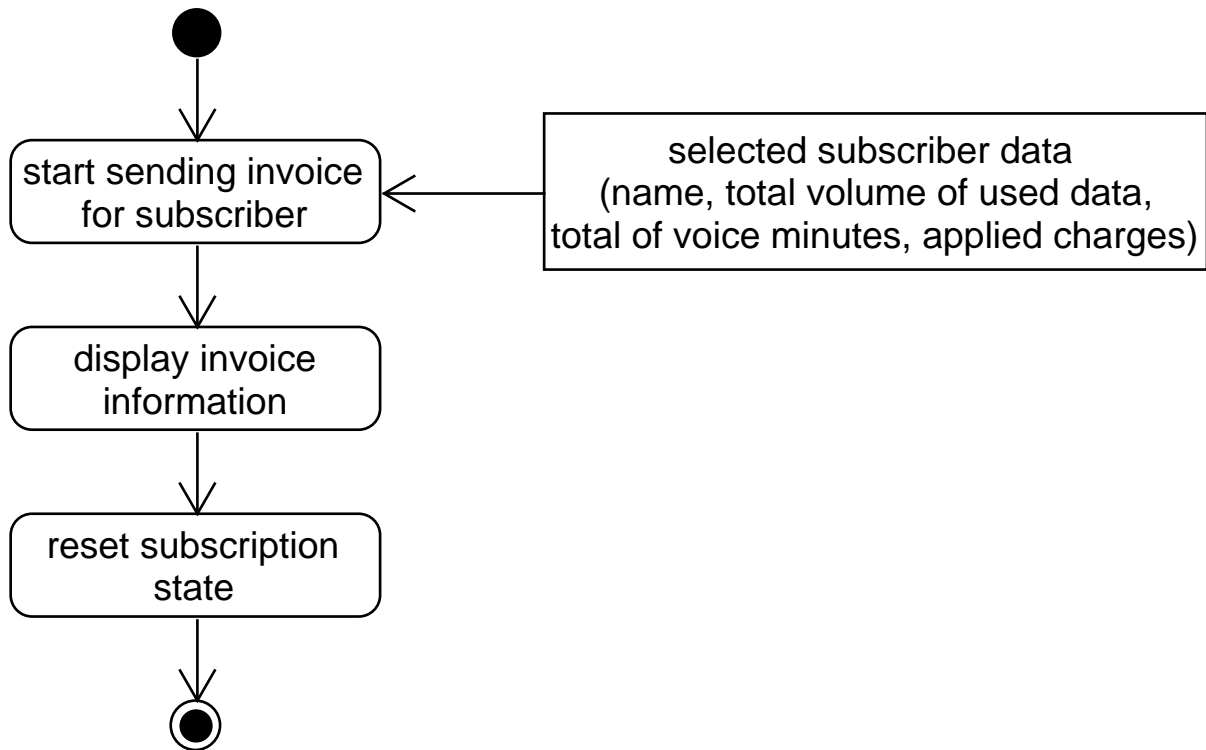 start sending invoice
for subscriber
selected subscriber data
(name, total volume of used data,
total of voice minutes, applied charges)
display invoice
information
reset subscription
state